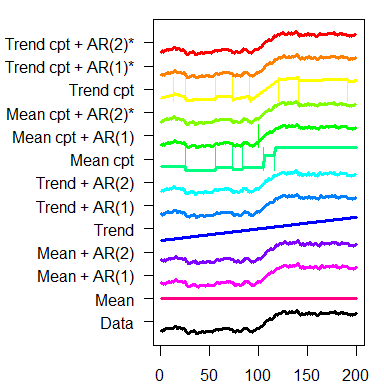 Trend cpt + AR(2)*
Trend cpt + AR(1)*
Trend cpt
Mean cpt + AR(2)*
Mean cpt + AR(1)
Mean cpt
Trend + AR(2)
Trend + AR(1)
Trend
Mean + AR(2)
Mean + AR(1)
Mean
Data
0 50 100 150 200